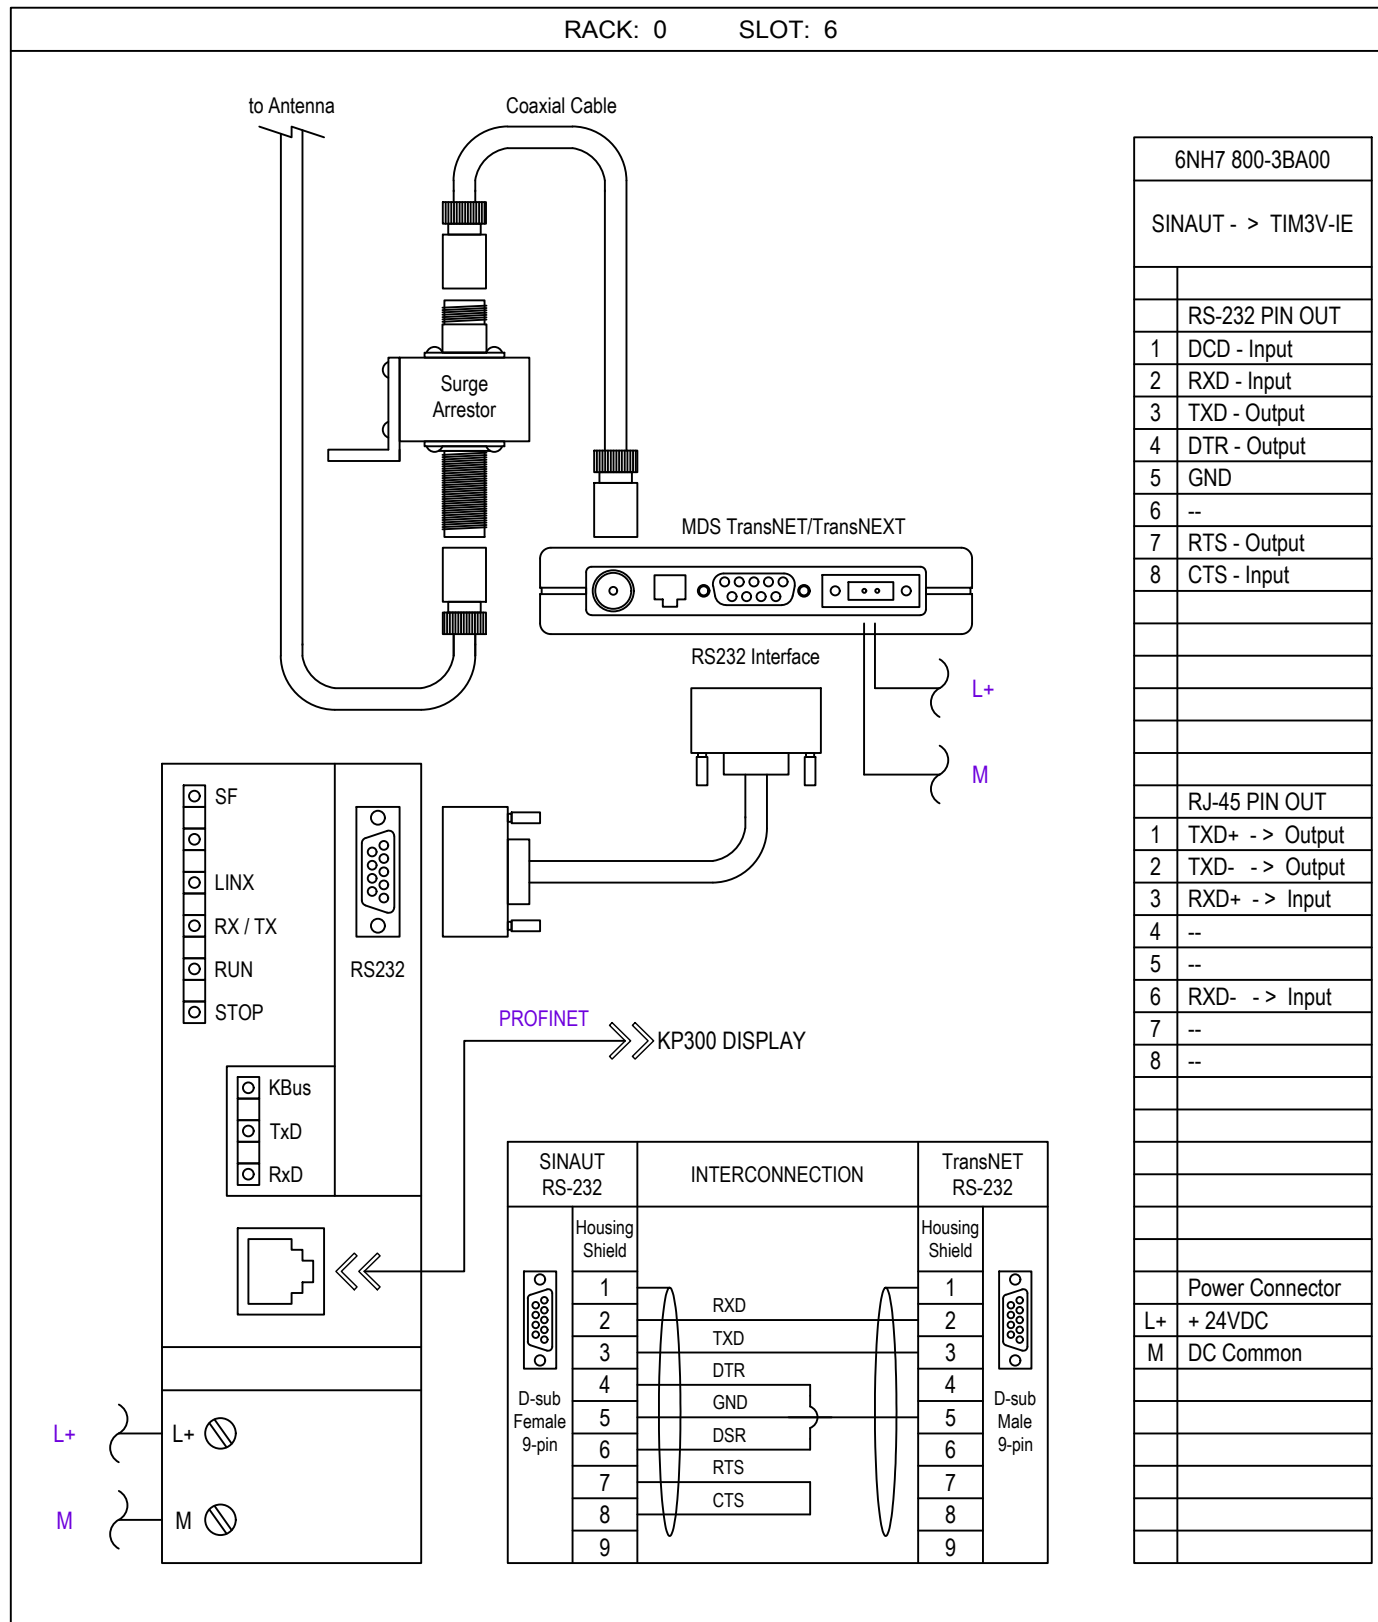 RACK: 0 SLOT: 6
to Antenna
Coaxial Cable
Surge
Arrestor
MDS TransNET/TransNEXT
RS232 Interface
L+
M
SF
LINX
RX / TX
RUN
STOP
RS232
KBus
TxD
RxD
PROFINET
KP300 DISPLAY
L+ L+
M M
SINAUT
RS-232
INTERCONNECTION
TransNET
RS-232
Housing
Shield
Housing
Shield
1 1
RXD
2 2
TXD
3 3
DTR
4 4
GND
5 5
DSR
6 6
RTS
7 7
CTS
8 8
9 9
D-sub
Female
9-pin
D-sub
Male
9-pin
6NH7 800-3BA00
SINAUT - > TIM3V-IE
RS-232 PIN OUT
1 DCD - Input
2 RXD - Input
3 TXD - Output
4 DTR - Output
5 GND
6 --
7 RTS - Output
8 CTS - Input
RJ-45 PIN OUT
1 TXD+ - > Output
2 TXD- - > Output
3 RXD+ - > Input
4 --
5 --
6 RXD- - > Input
7 --
8 --
Power Connector
L+ + 24VDC
M DC Common